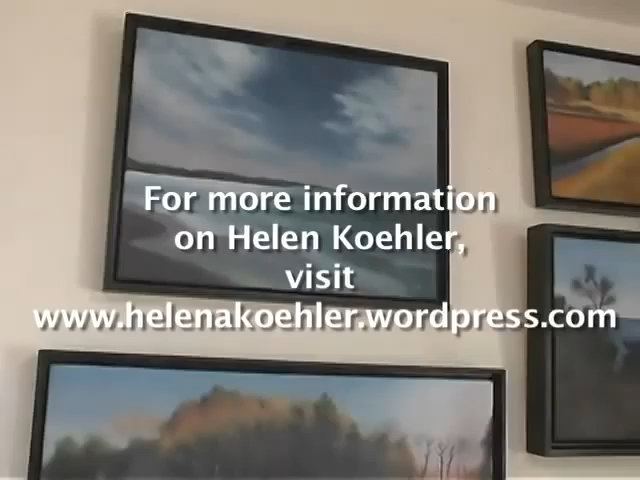 For more information
on Helen Koehler,
visit
www.helenakoehler.wordpress.com